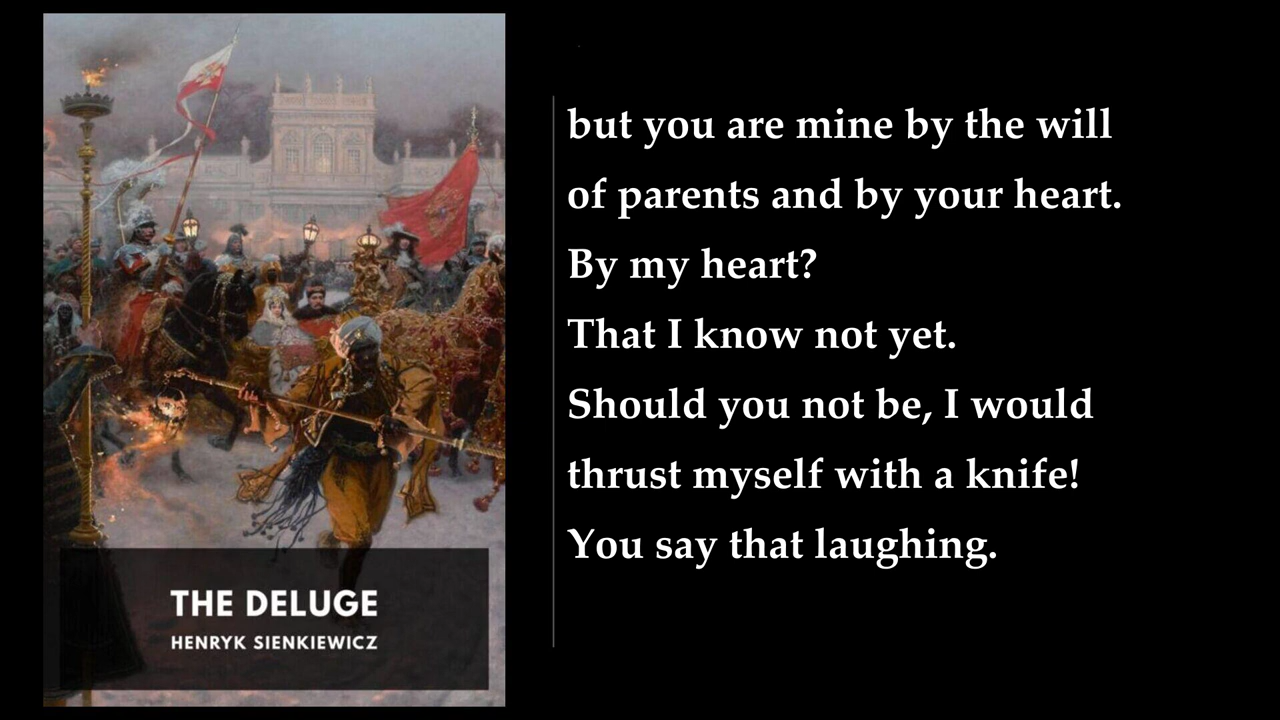 THE DELUGE
HENRYK SIENKIEWICZ
but you are mine by the will
of parents and by your heart.
By my heart?
That I know not yet.
Should you not be, I would
thrust myself with a knife!
You say that laughing.